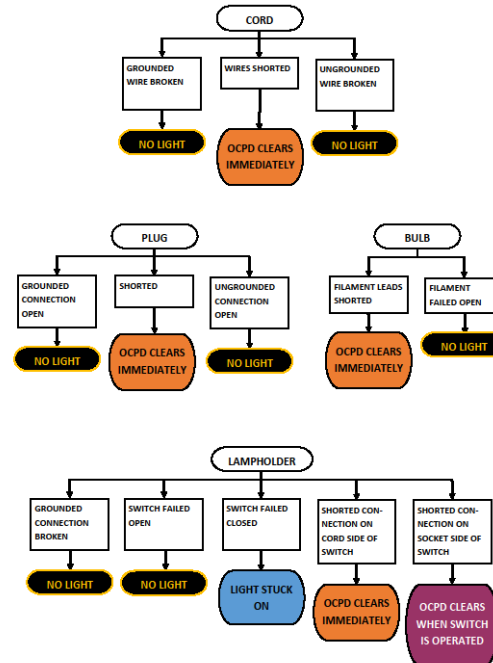 CORD
GROUNDED
WIRE BROKEN
WIRES SHORTED
UNGROUNDED
WIRE BROKEN
NO LIGHT
OCPD CLEARS
IMMEDIATELY
NO LIGHT
PLUG
GROUNDED
CONNECTION
OPEN
SHORTED
UNGROUNDED
CONNECTION
OPEN
NO LIGHT
OCPD CLEARS
IMMEDIATELY
NO LIGHT
BULB
FILAMENT LEADS
SHORTED
FILAMENT
FAILED OPEN
OCPD CLEARS
IMMEDIATELY
NO LIGHT
LAMPHOLDER
GROUNDED
CONNECTION
BROKEN
SWITCH FAILED
OPEN
SWITCH FAILED
CLOSED
SHORTED CON-
NECTION ON
CORD SIDE OF
SWITCH
SHORTED CON-
NECTION ON
SOCKET SIDE OF
SWITCH
NO LIGHT
NO LIGHT
LIGHT STUCK
ON
OCPD CLEARS
IMMEDIATELY
OCPD CLEARS
WHEN SWITCH
IS OPERATED